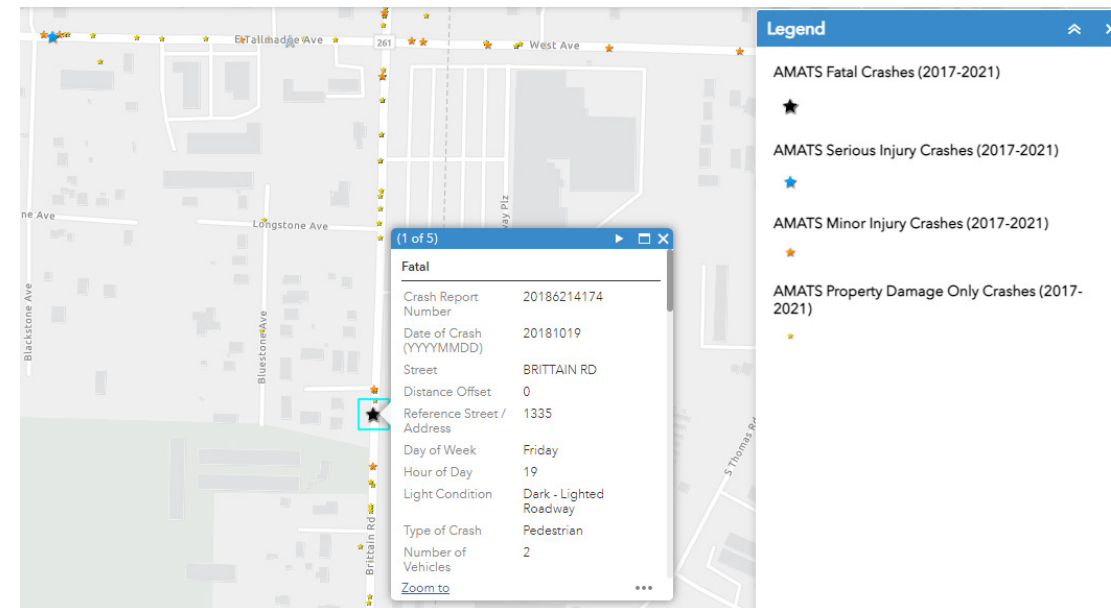 E Tallmadge Ave
261
West Ave
ne Ave
Longstone Ave
way Plz
Blackstone Ave
Bluestone Ave
Brittain Rd
S Thomas Rd
(1 of 5)
Fatal
Crash Report Number 20186214174
Date of Crash (YYYYMMDD) 20181019
Street BRITTAIN RD
Distance Offset 0
Reference Street / Address 1335
Day of Week Friday
Hour of Day 19
Light Condition Dark - Lighted Roadway
Type of Crash Pedestrian
Number of Vehicles 2
Zoom to
Legend
AMATS Fatal Crashes (2017-2021)
AMATS Serious Injury Crashes (2017-2021)
AMATS Minor Injury Crashes (2017-2021)
AMATS Property Damage Only Crashes (2017-
2021)